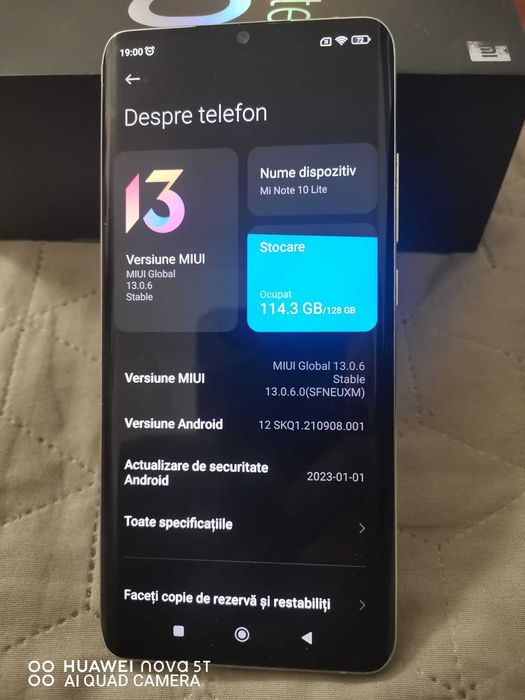 te
mi
19:00
72
Despre telefon
13
Versiune MIUI
MIUI Global
13.0.6
Stable
Nume dispozitiv
Mi Note 10 Lite
Stocare
Ocupat
114.3 GB/128 GB
Versiune MIUI
MIUI Global 13.0.6
Stable
13.0.6.0(SFNEUXM)
Versiune Android
12 SKQ1.210908.001
Actualizare de securitate
Android
2023-01-01
Toate specificațiile
Faceți copie de rezervă și restabiliți
HUAWEI nova 5T
AI QUAD CAMERA